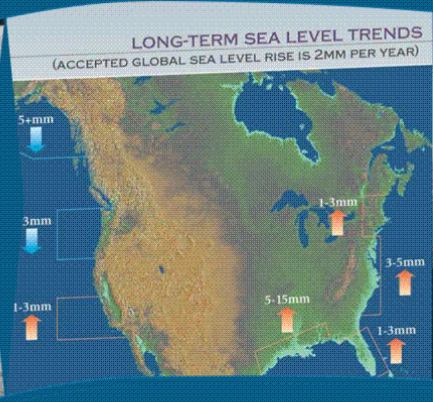 LONG-TERM SEA LEVEL TRENDS
(ACCEPTED GLOBAL SEA LEVEL RISE IS 2MM PER YEAR)
5+mm
1-3mm
3mm
3-5mm
5-15mm
1-3mm
1-3mm